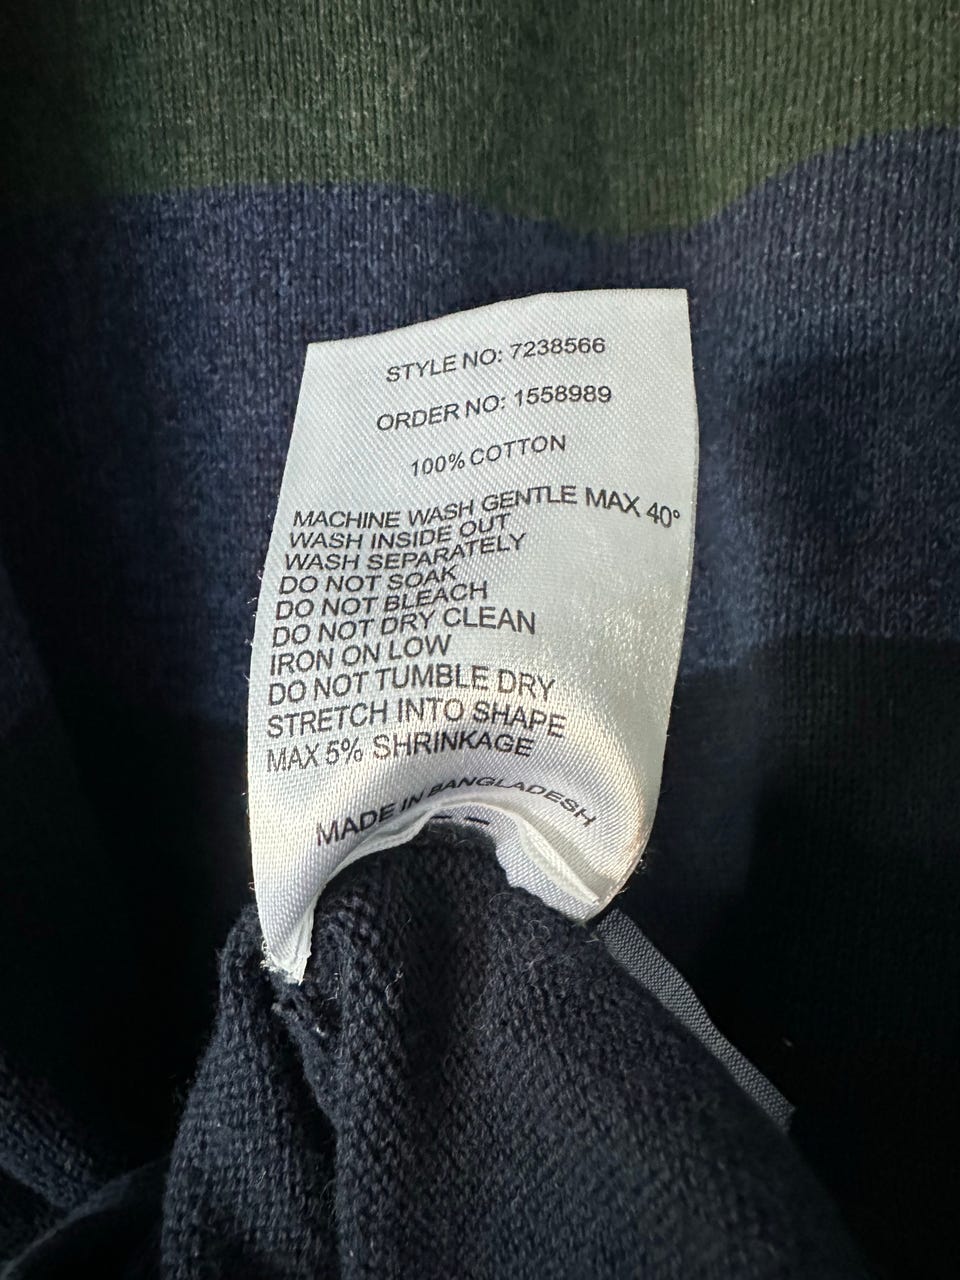 STYLE NO: 7238566
ORDER NO: 1558989
100% COTTON
MACHINE WASH GENTLE MAX 40°
WASH INSIDE OUT
WASH SEPARATELY
DO NOT SOAK
DO NOT BLEACH
DO NOT DRY CLEAN
IRON ON LOW
DO NOT TUMBLE DRY
STRETCH INTO SHAPE
MAX 5% SHRINKAGE
MADE IN BANGLADESH